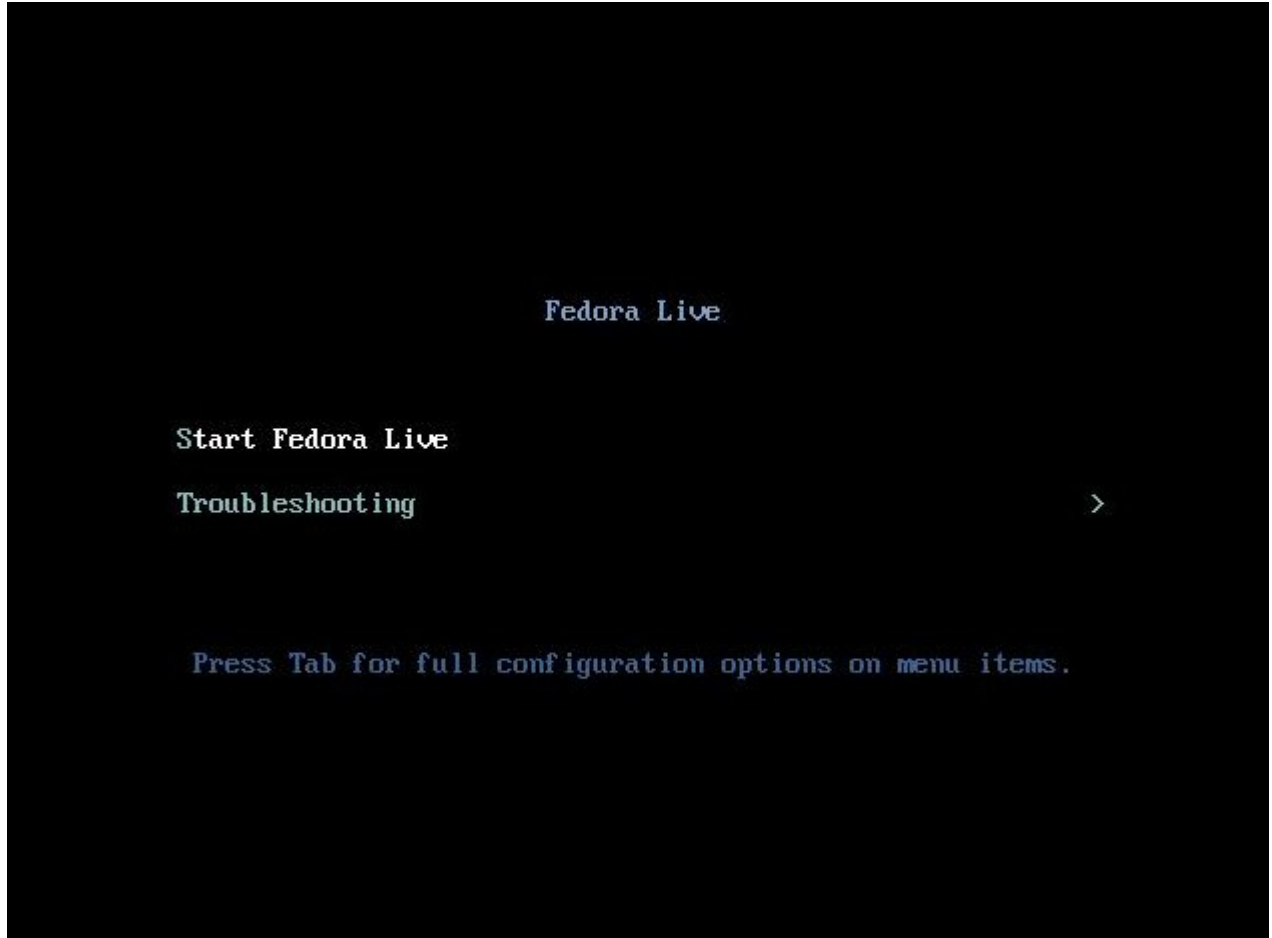 Fedora Live
Start Fedora Live
Troubleshooting >
Press Tab for full configuration options on menu items.